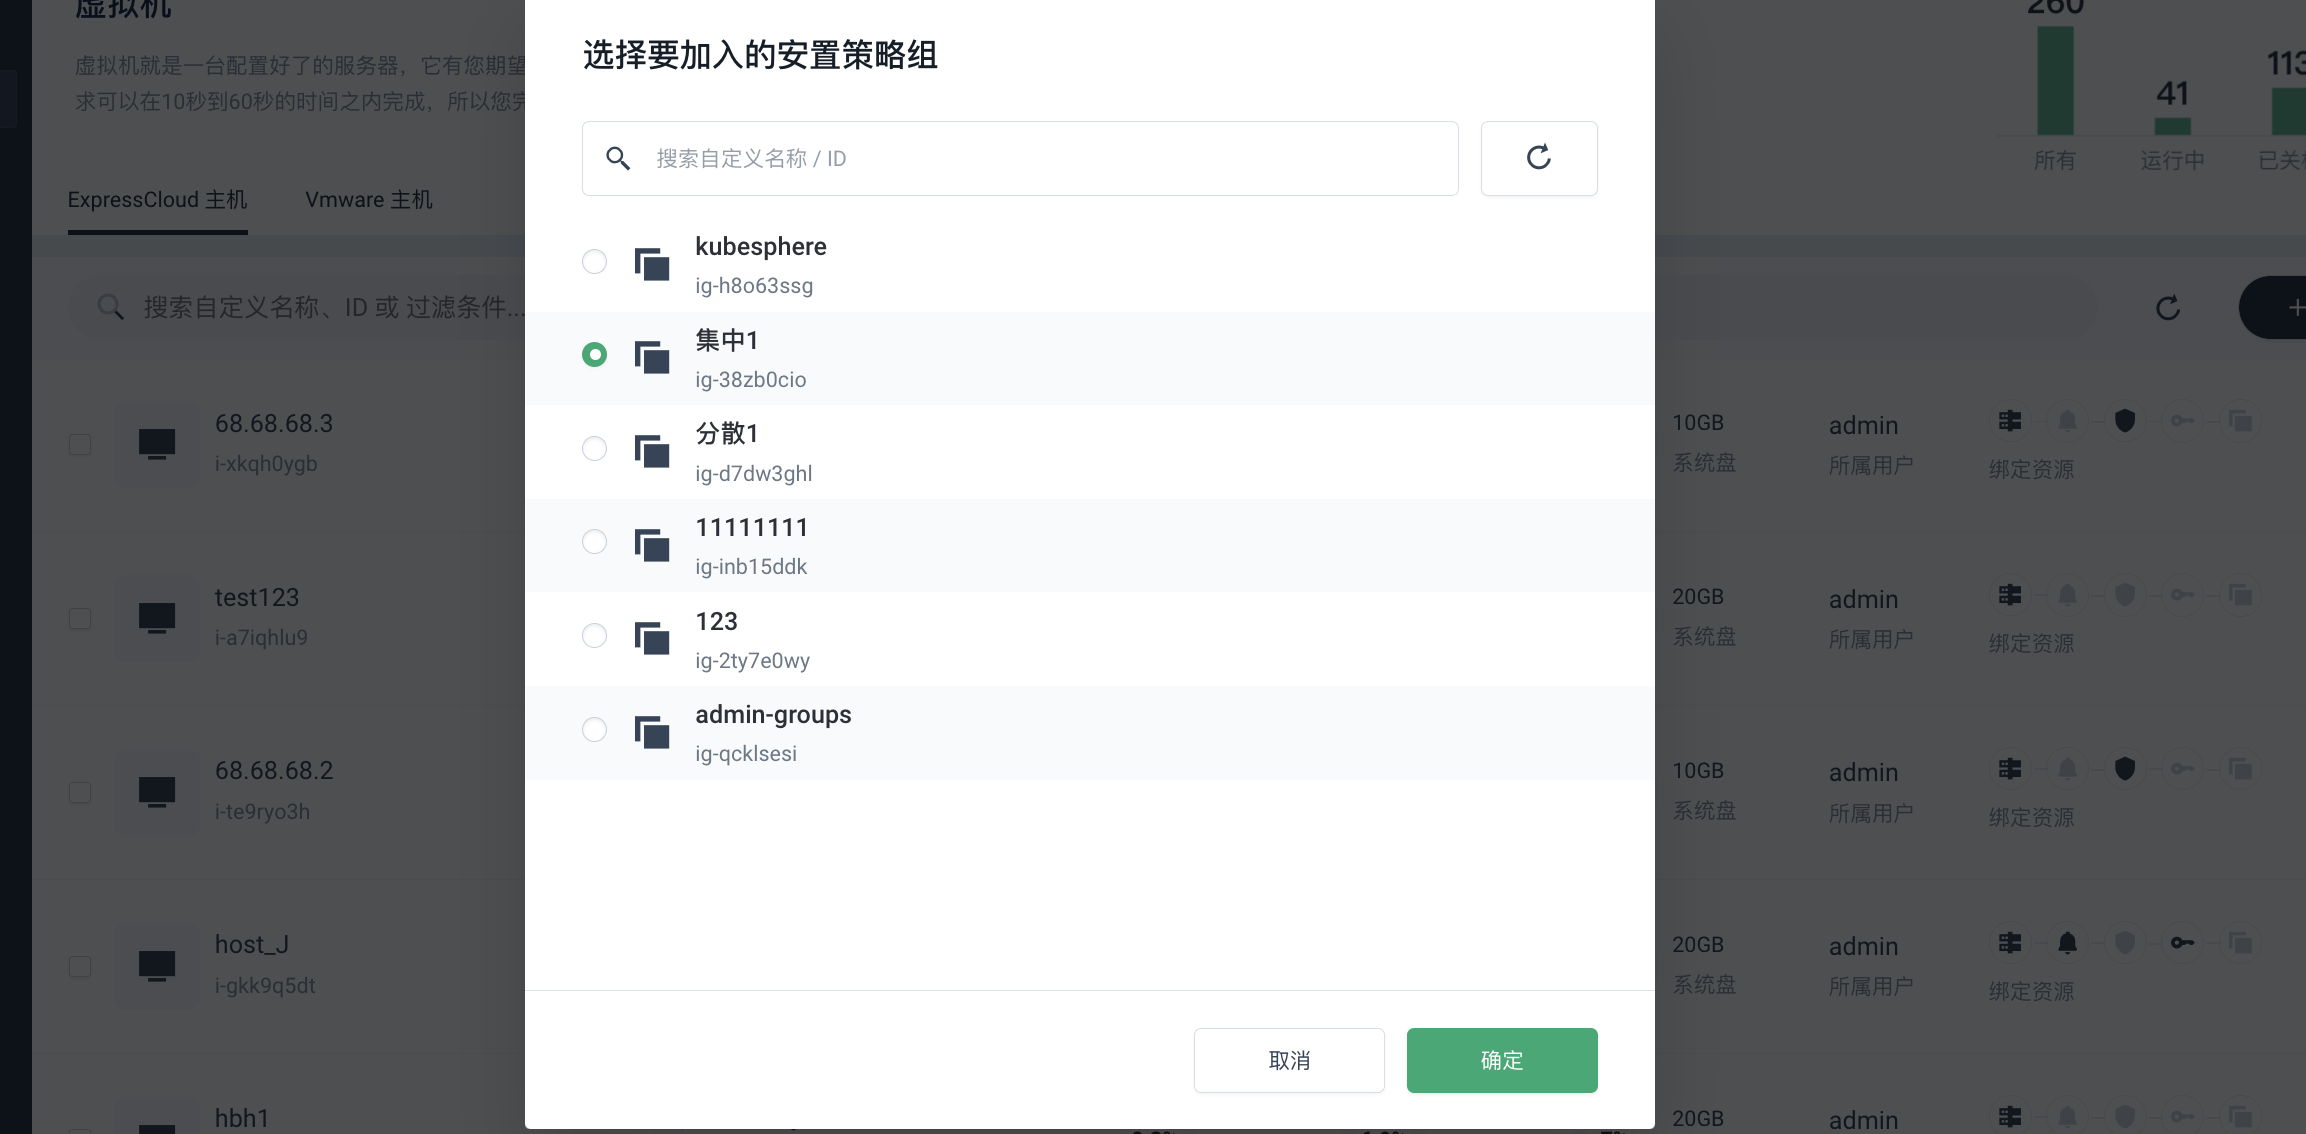 虚拟机
虚拟机就是一台配置好了的服务器，它有您期望
求可以在10秒到60秒的时间之内完成，所以您完
ExpressCloud 主机
Vmware 主机
搜索自定义名称、ID 或 过滤条件...
68.68.68.3
i-xkqh0ygb
test123
i-a7iqhlu9
68.68.68.2
i-te9ryo3h
host_J
i-gkk9q5dt
hbh1
选择要加入的安置策略组
搜索自定义名称 / ID
kubesphere
ig-h8o63ssg
集中1
ig-38zb0cio
分散1
ig-d7dw3ghl
11111111
ig-inb15ddk
123
ig-2ty7e0wy
admin-groups
ig-qcklsesi
取消
确定
260
41
113
所有
运行中
已关
10GB
系统盘
admin
所属用户
绑定资源
20GB
系统盘
admin
所属用户
绑定资源
10GB
系统盘
admin
所属用户
绑定资源
20GB
系统盘
admin
所属用户
绑定资源
20GB
admin